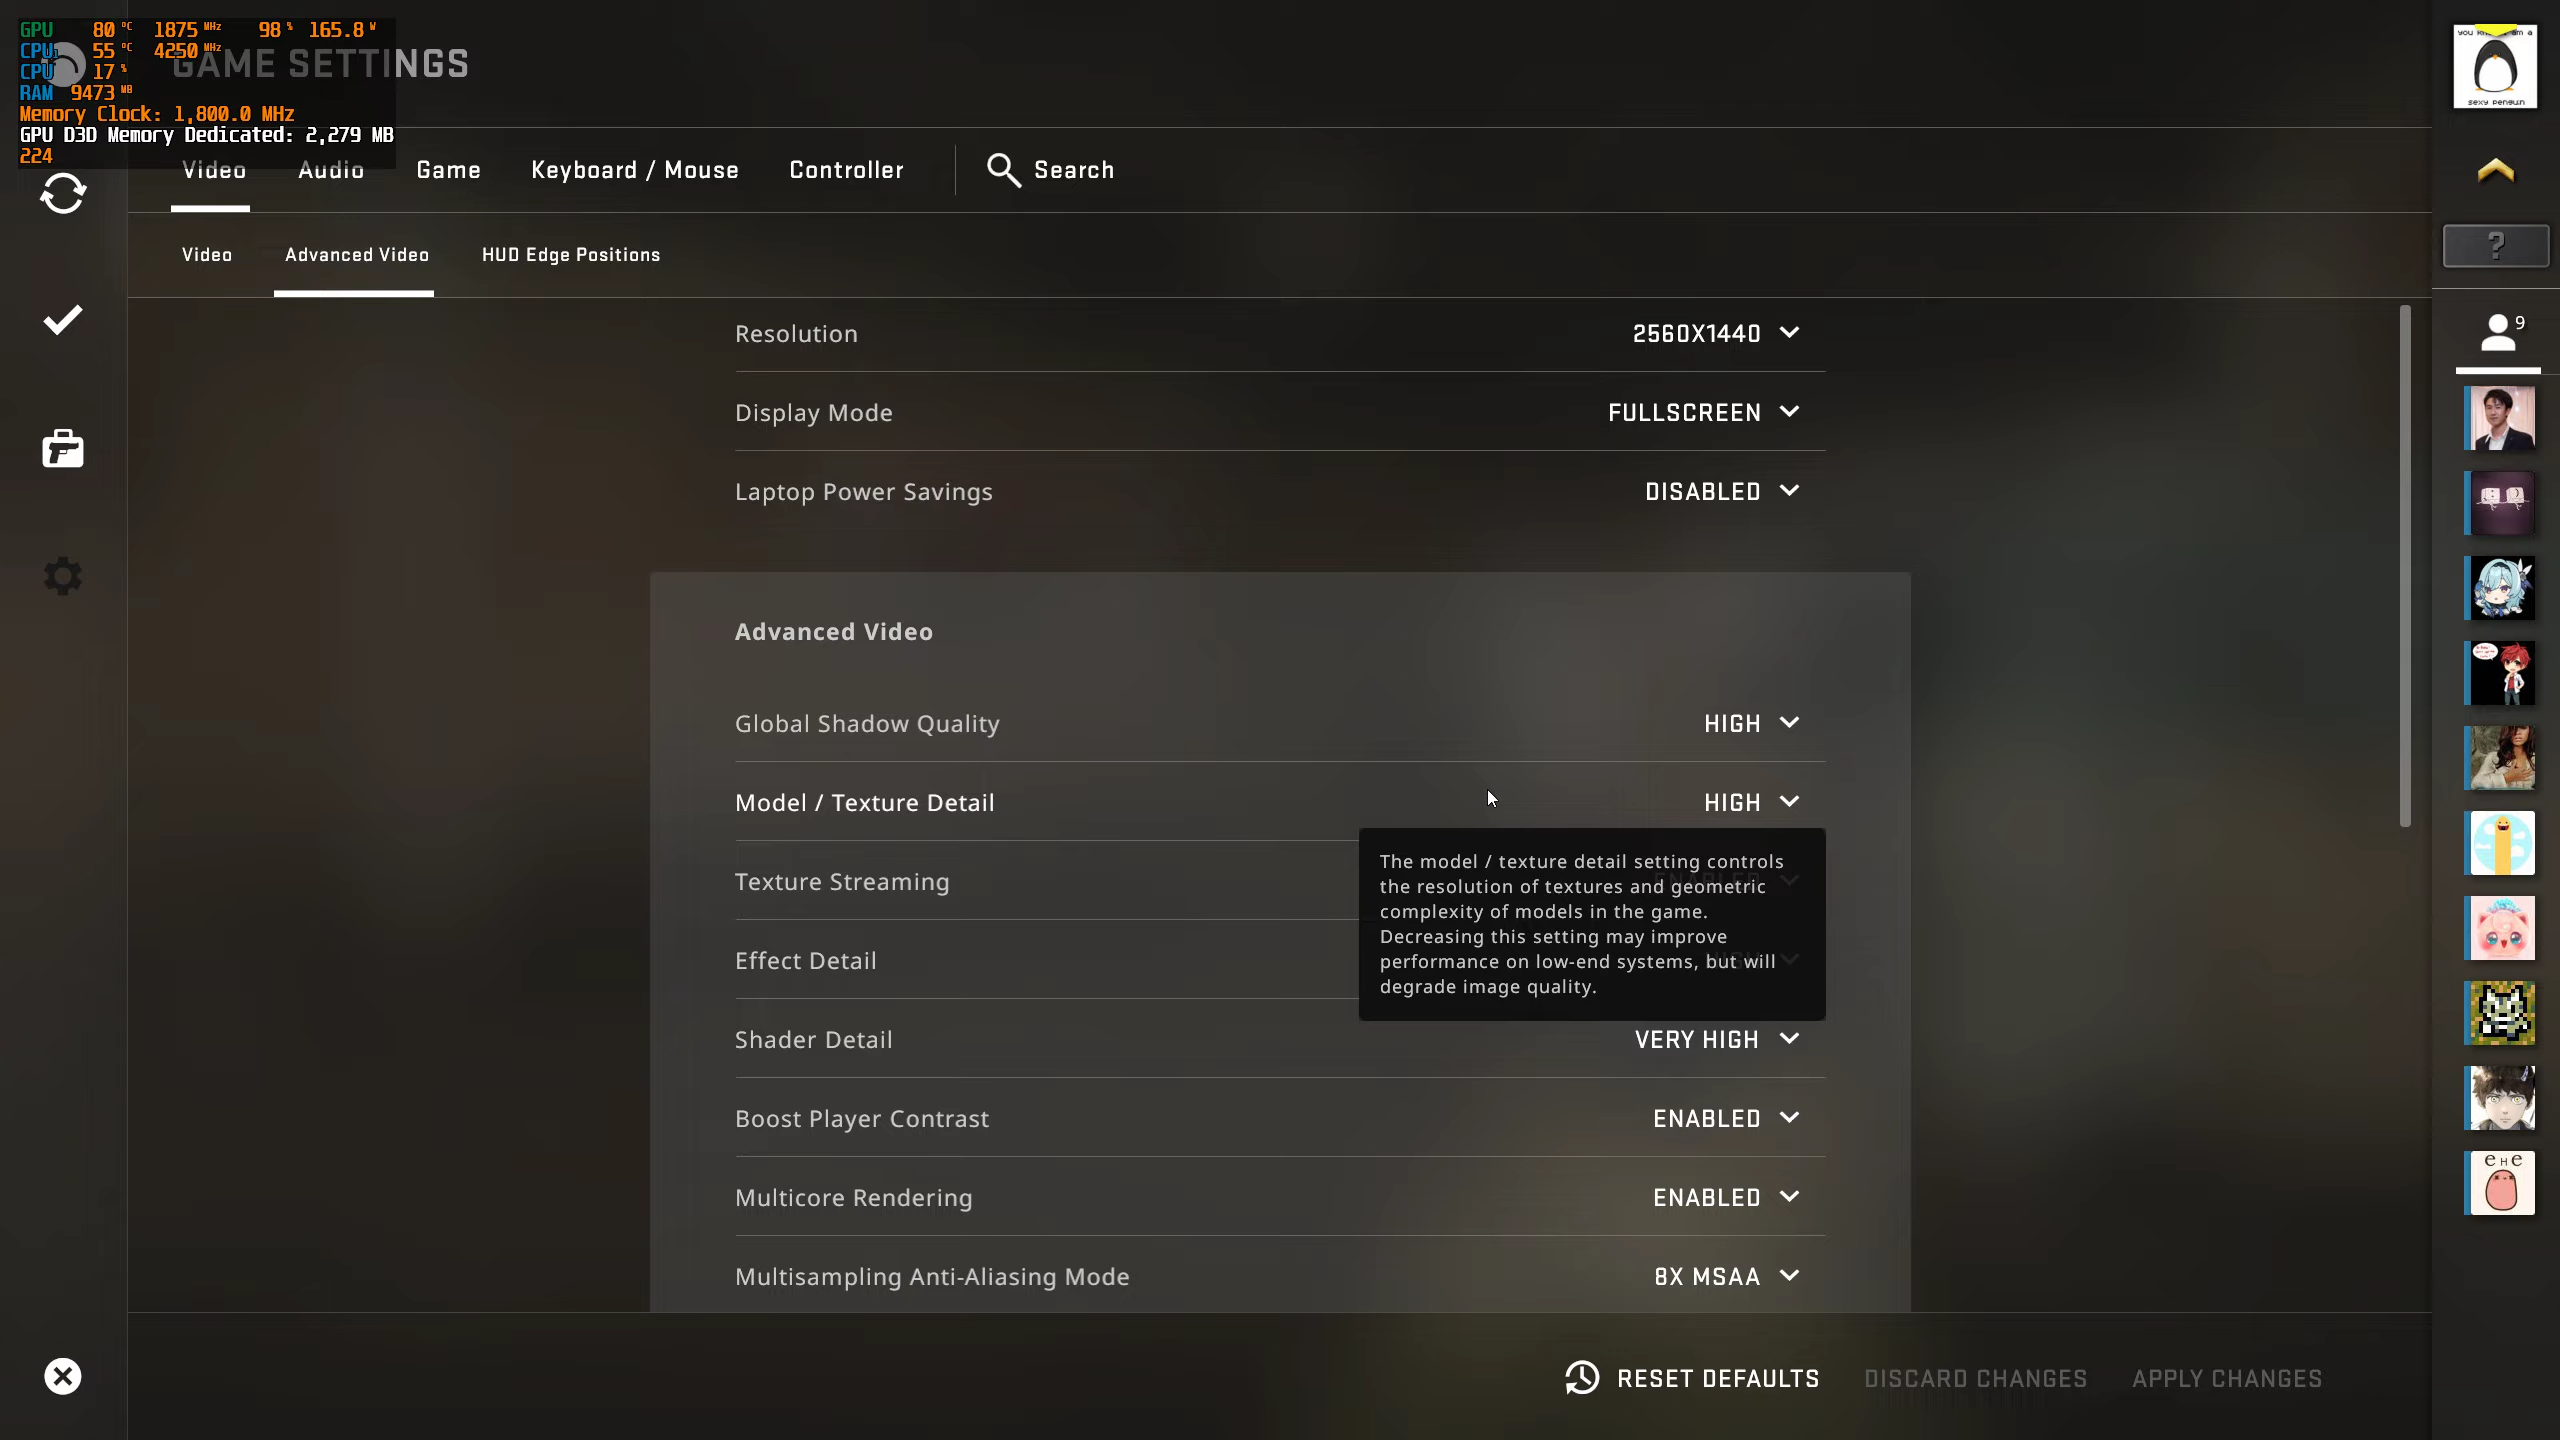 GPU 80 °C 1875 MHz 98 % 165.8 W
CPU 55 °C 4250 MHz
CPU 17 %
RAM 9473 MB
Memory Clock: 1,800.0 MHz
GPU D3D Memory Dedicated: 2,279 MB
224
GAME SETTINGS
Video Audio Game Keyboard / Mouse Controller Search
Video Advanced Video HUD Edge Positions
Resolution 2560X1440
Display Mode FULLSCREEN
Laptop Power Savings DISABLED
Advanced Video
Global Shadow Quality HIGH
Model / Texture Detail HIGH
Texture Streaming ENABLED
Effect Detail
The model / texture detail setting controls
the resolution of textures and geometric
complexity of models in the game.
Decreasing this setting may improve
performance on low-end systems, but will
degrade image quality.
Shader Detail VERY HIGH
Boost Player Contrast ENABLED
Multicore Rendering ENABLED
Multisampling Anti-Aliasing Mode 8X MSAA
RESET DEFAULTS DISCARD CHANGES APPLY CHANGES
sexy penguin
?
9
eHe